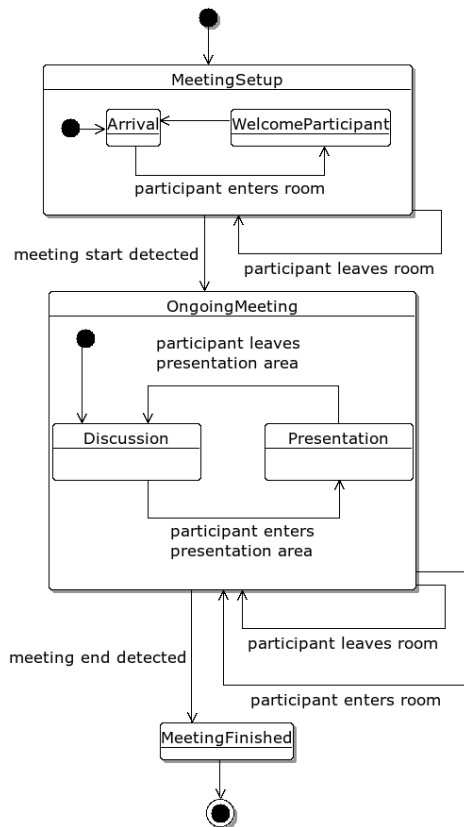 MeetingSetup
Arrival
WelcomeParticipant
participant enters room
meeting start detected
participant leaves room
OngoingMeeting
participant leaves
presentation area
Discussion
Presentation
participant enters
presentation area
participant leaves room
meeting end detected
participant enters room
MeetingFinished